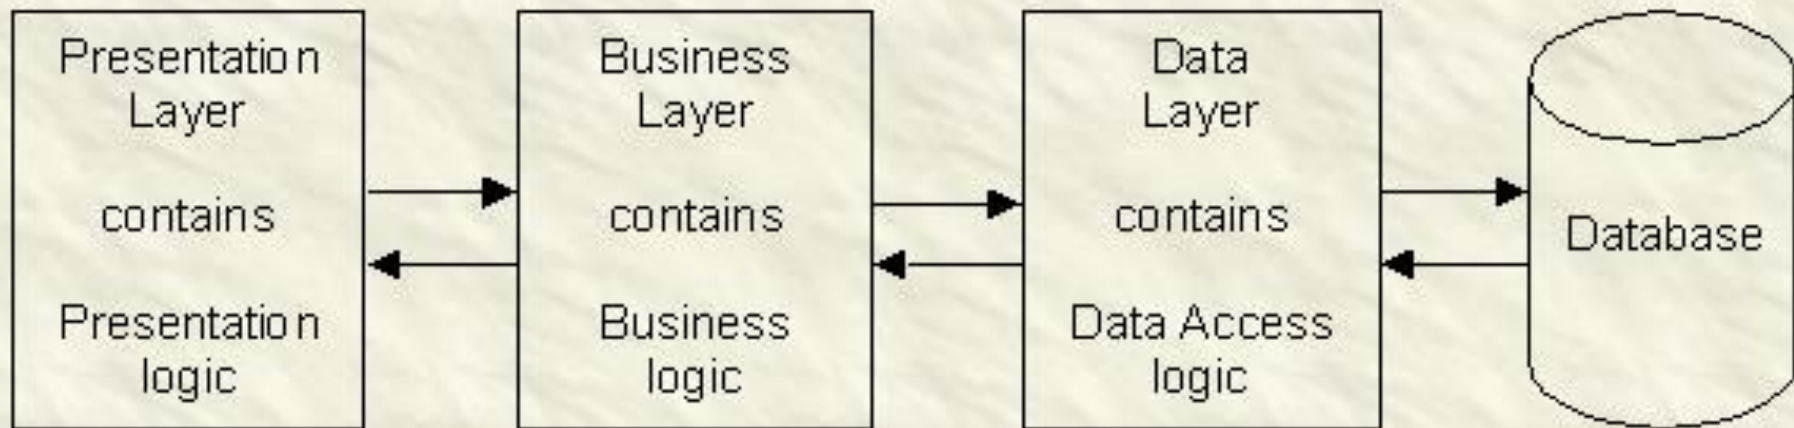 Presentation
Layer
contains
Presentation
logic
Business
Layer
contains
Business
logic
Data
Layer
contains
Data Access
logic
Database